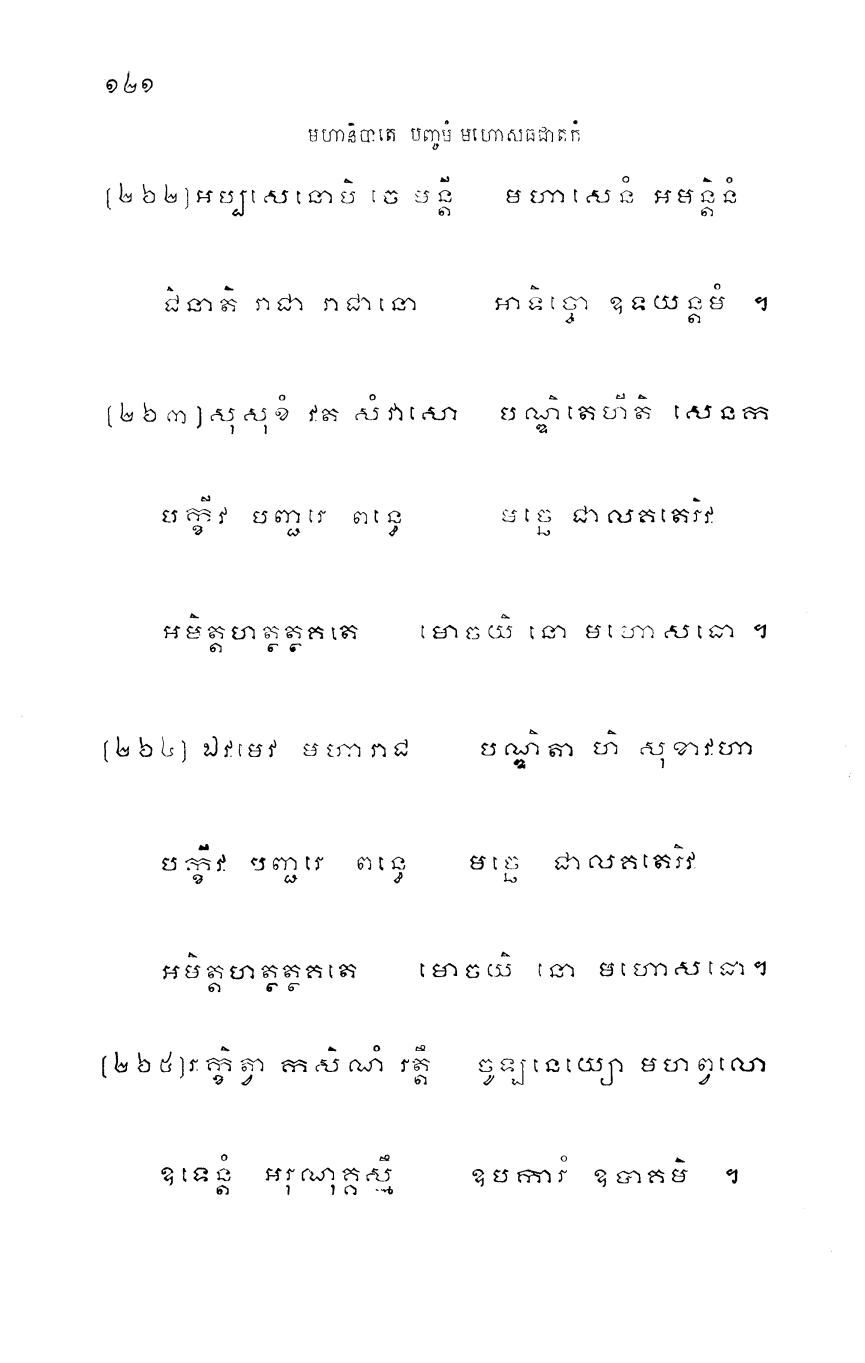 ១៤១
មហានិបាតេ បញ្ចមំ មហោសធជាតកំ
(២៦២)អប្បសេនោបិ ចេ មន្តី មហាសេនំ អមន្តិនំ
ជិនាតិ រាជា រាជានោ អាទិច្ចោ ឧទយន្តមំ ។
(២៦៣)សុសុខំ វត សំវាសោ បណ្ឌិតេហីតិ សេនក
បក្ខីវ បញ្ជរេ ពន្ធេ មច្ឆេ ជាលគតេរិវ
អមិត្តហត្ថត្ថគតេ មោចយិ នោ មហោសធោ ។
(២៦៤) ឯវមេវ មហារាជ បណ្ឌិតា ហិ សុខាវហា
បក្ខីវ បញ្ជរេ ពន្ធេ មច្ឆេ ជាលគតេរិវ
អមិត្តហត្ថត្ថគតេ មោចយិ នោ មហោសធោ។
(២៦៥)រក្ខិត្វា កសិណំ រត្តឹ ចូឡនេយ្យោ មហព្វលោ
ឧទេន្តំ អរុណុគ្គស្មឹ ឧបការំ ឧបាគមិ ។